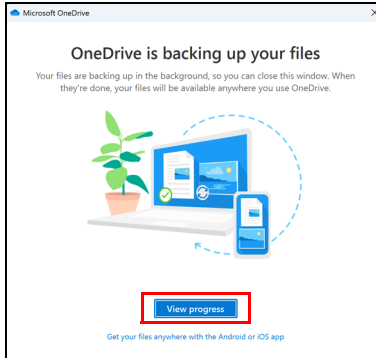 Microsoft OneDrive
OneDrive is backing up your files
Your files are backing up in the background, so you can close this window. When
they're done, your files will be available anywhere you use OneDrive.
View progress
Get your files anywhere with the Android or iOS app